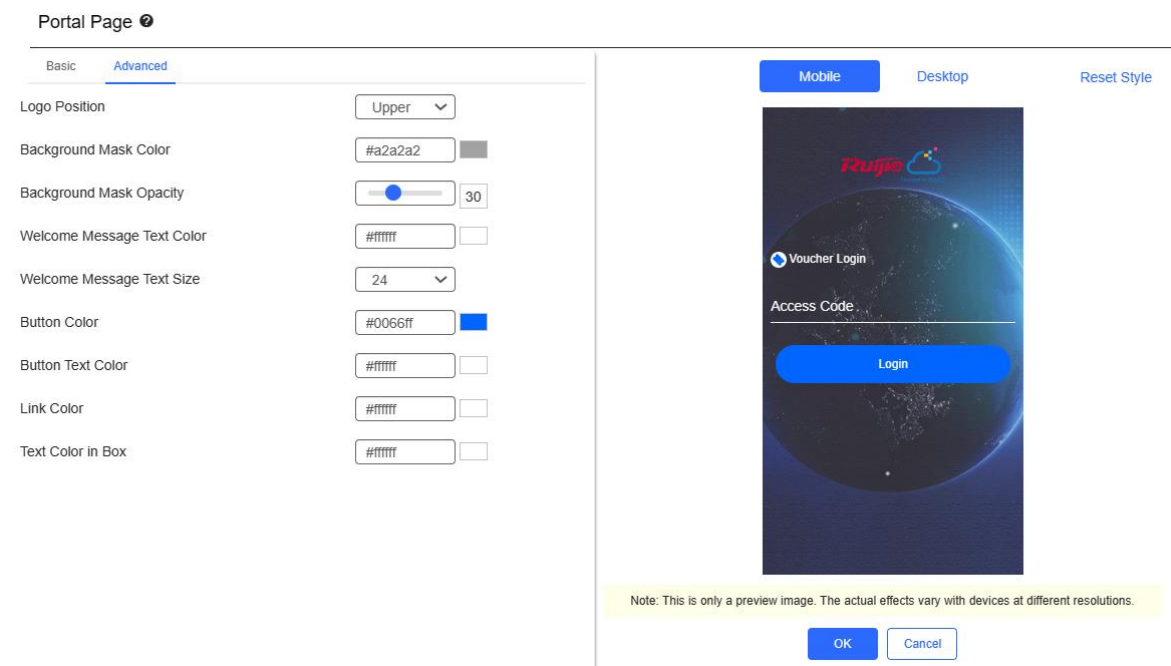 Portal Page
Basic Advanced
Logo Position Upper
Background Mask Color #a2a2a2
Background Mask Opacity 30
Welcome Message Text Color #ffffff
Welcome Message Text Size 24
Button Color #0066ff
Button Text Color #ffffff
Link Color #ffffff
Text Color in Box #ffffff
Mobile Desktop Reset Style
Ruijie
Voucher Login
Access Code
Login
Note: This is only a preview image. The actual effects vary with devices at different resolutions.
OK Cancel